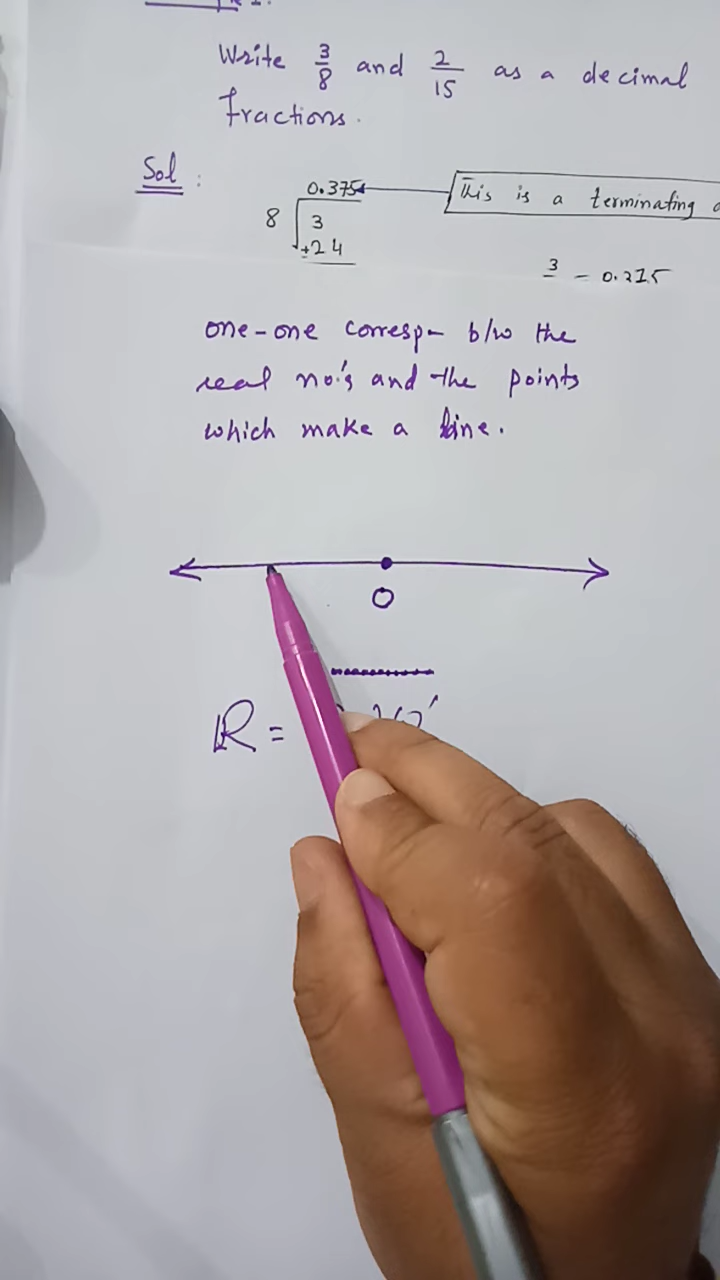 Write 3/8 and 2/15 as a decimal
fractions.
Sol :
0.375
This is a terminating
8 3
24
3 = 0.375
one-one corresp- b/w the
real no's and the points
which make a line.
O
R =